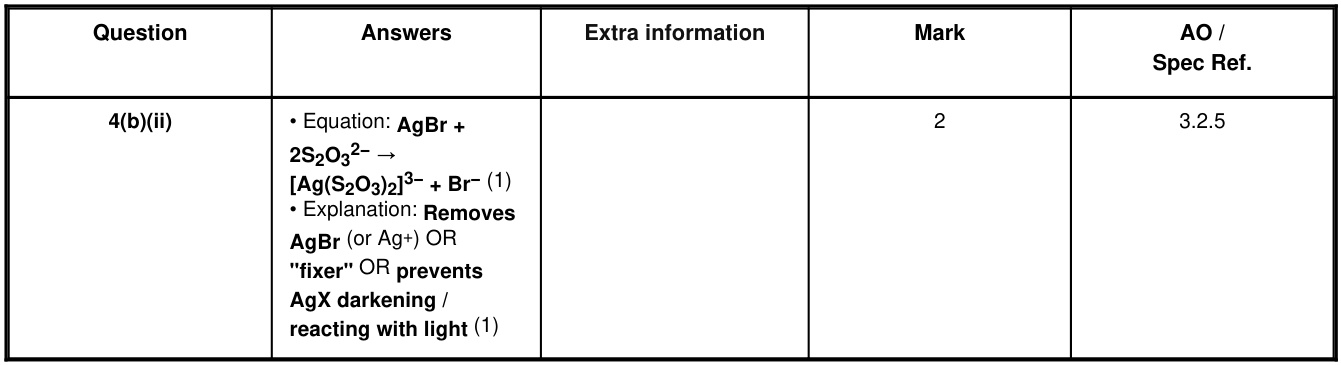 Question Answers Extra information Mark AO /
Spec Ref.
4(b)(ii) • Equation: AgBr + 2 3.2.5
2S₂O₃²⁻ →
[Ag(S₂O₃)₂]³⁻ + Br⁻ (1)
• Explanation: Removes
AgBr (or Ag⁺) OR
"fixer" OR prevents
AgX darkening /
reacting with light (1)